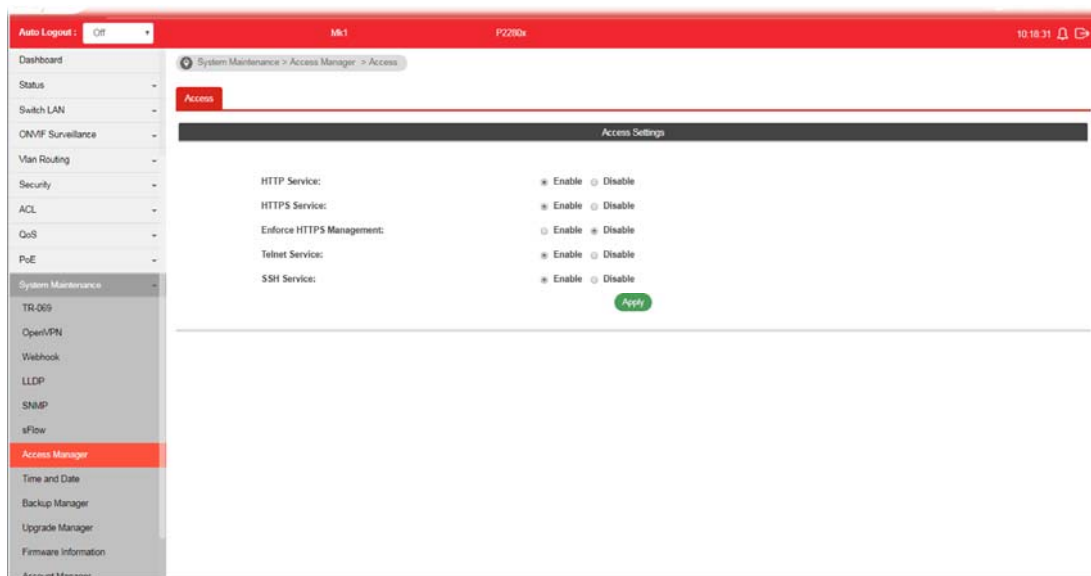 Auto Logout : Off Mk1 P2280x 10:18:31
Dashboard
Status
Switch LAN
ONVIF Surveillance
Vlan Routing
Security
ACL
QoS
PoE
System Maintenance
TR-069
OpenVPN
Webhook
LLDP
SNMP
sFlow
Access Manager
Time and Date
Backup Manager
Upgrade Manager
Firmware Information
Account Manager
System Maintenance > Access Manager > Access
Access
Access Settings
HTTP Service: Enable Disable
HTTPS Service: Enable Disable
Enforce HTTPS Management: Enable Disable
Telnet Service: Enable Disable
SSH Service: Enable Disable
Apply